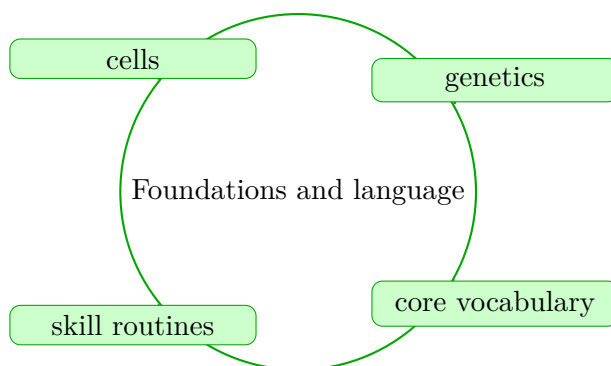 cells
genetics
Foundations and language
skill routines
core vocabulary